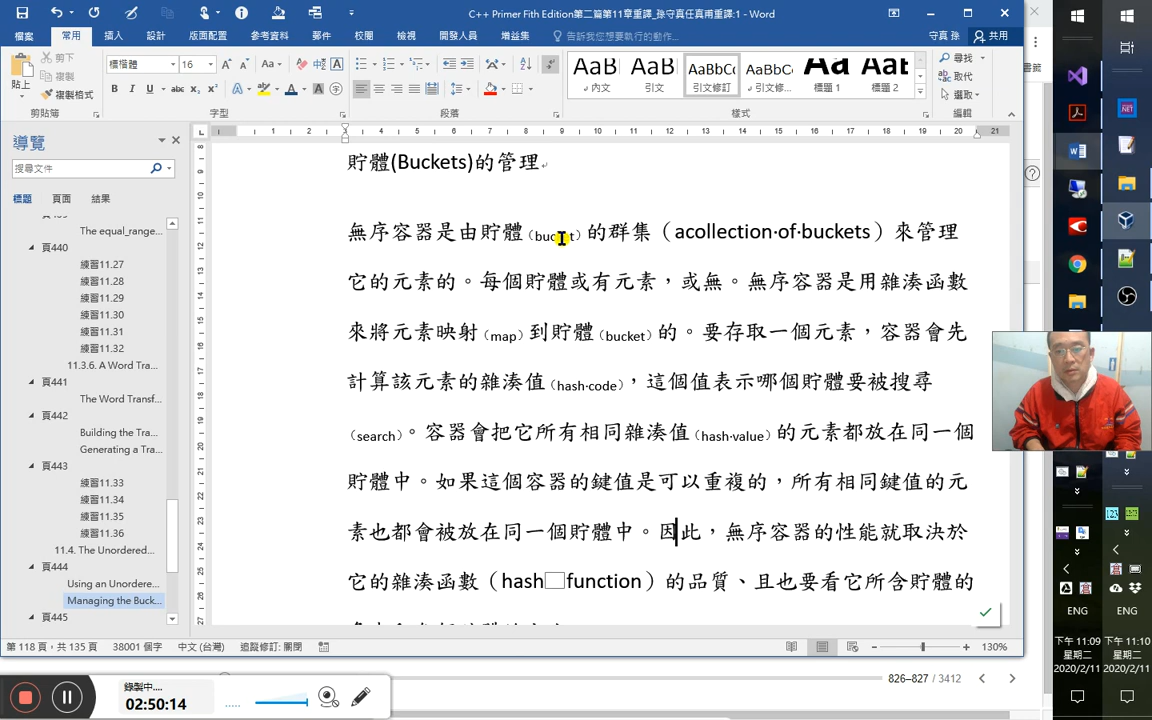 C++ Primer Fith Edition第二篇第11章重譯_孫守真任真甫重譯:1 - Word
檔案 常用 插入 設計 版面配置 參考資料 郵件 校閱 檢視 開發人員 增益集 告訴我您想要執行的動作... 守真 孫 共用
貼上 剪下 複製 複製格式 剪貼簿
標楷體 16 字型
段落
AaB AaB AaBbC AaBbC Aa Aat
內文 引文 引文修訂 引文修... 標題 1 標題 2
樣式
尋找 取代 選取 編輯
導覽
搜尋文件
標題 頁面 結果
The equal_range...
頁440
練習11.27
練習11.28
練習11.29
練習11.30
練習11.31
練習11.32
11.3.6. A Word Tra...
頁441
The Word Transf...
頁442
Building the Tra...
Generating a Tra...
頁443
練習11.33
練習11.34
練習11.35
練習11.36
11.4. The Unordered...
頁444
Using an Unordere...
Managing the Buck...
頁445
貯體(Buckets)的管理
無序容器是由貯體(bucket)的群集（acollection·of·buckets）來管理
它的元素的。每個貯體或有元素，或無。無序容器是用雜湊函數
來將元素映射(map)到貯體(bucket)的。要存取一個元素，容器會先
計算該元素的雜湊值(hash·code)，這個值表示哪個貯體要被搜尋
(search)。容器會把它所有相同雜湊值(hash·value)的元素都放在同一個
貯體中。如果這個容器的鍵值是可以重複的，所有相同鍵值的元
素也都會被放在同一個貯體中。因此，無序容器的性能就取決於
它的雜湊函數（hash function）的品質、且也要看它所含貯體的
第 118 頁，共 135 頁 38001 個字 中文 (台灣) 追蹤修訂: 關閉 130%
826–827 / 3412
錄製中....
02:50:14
ENG ENG
下午 11:09 下午 11:10
星期二 星期二
2020/2/11 2020/2/11